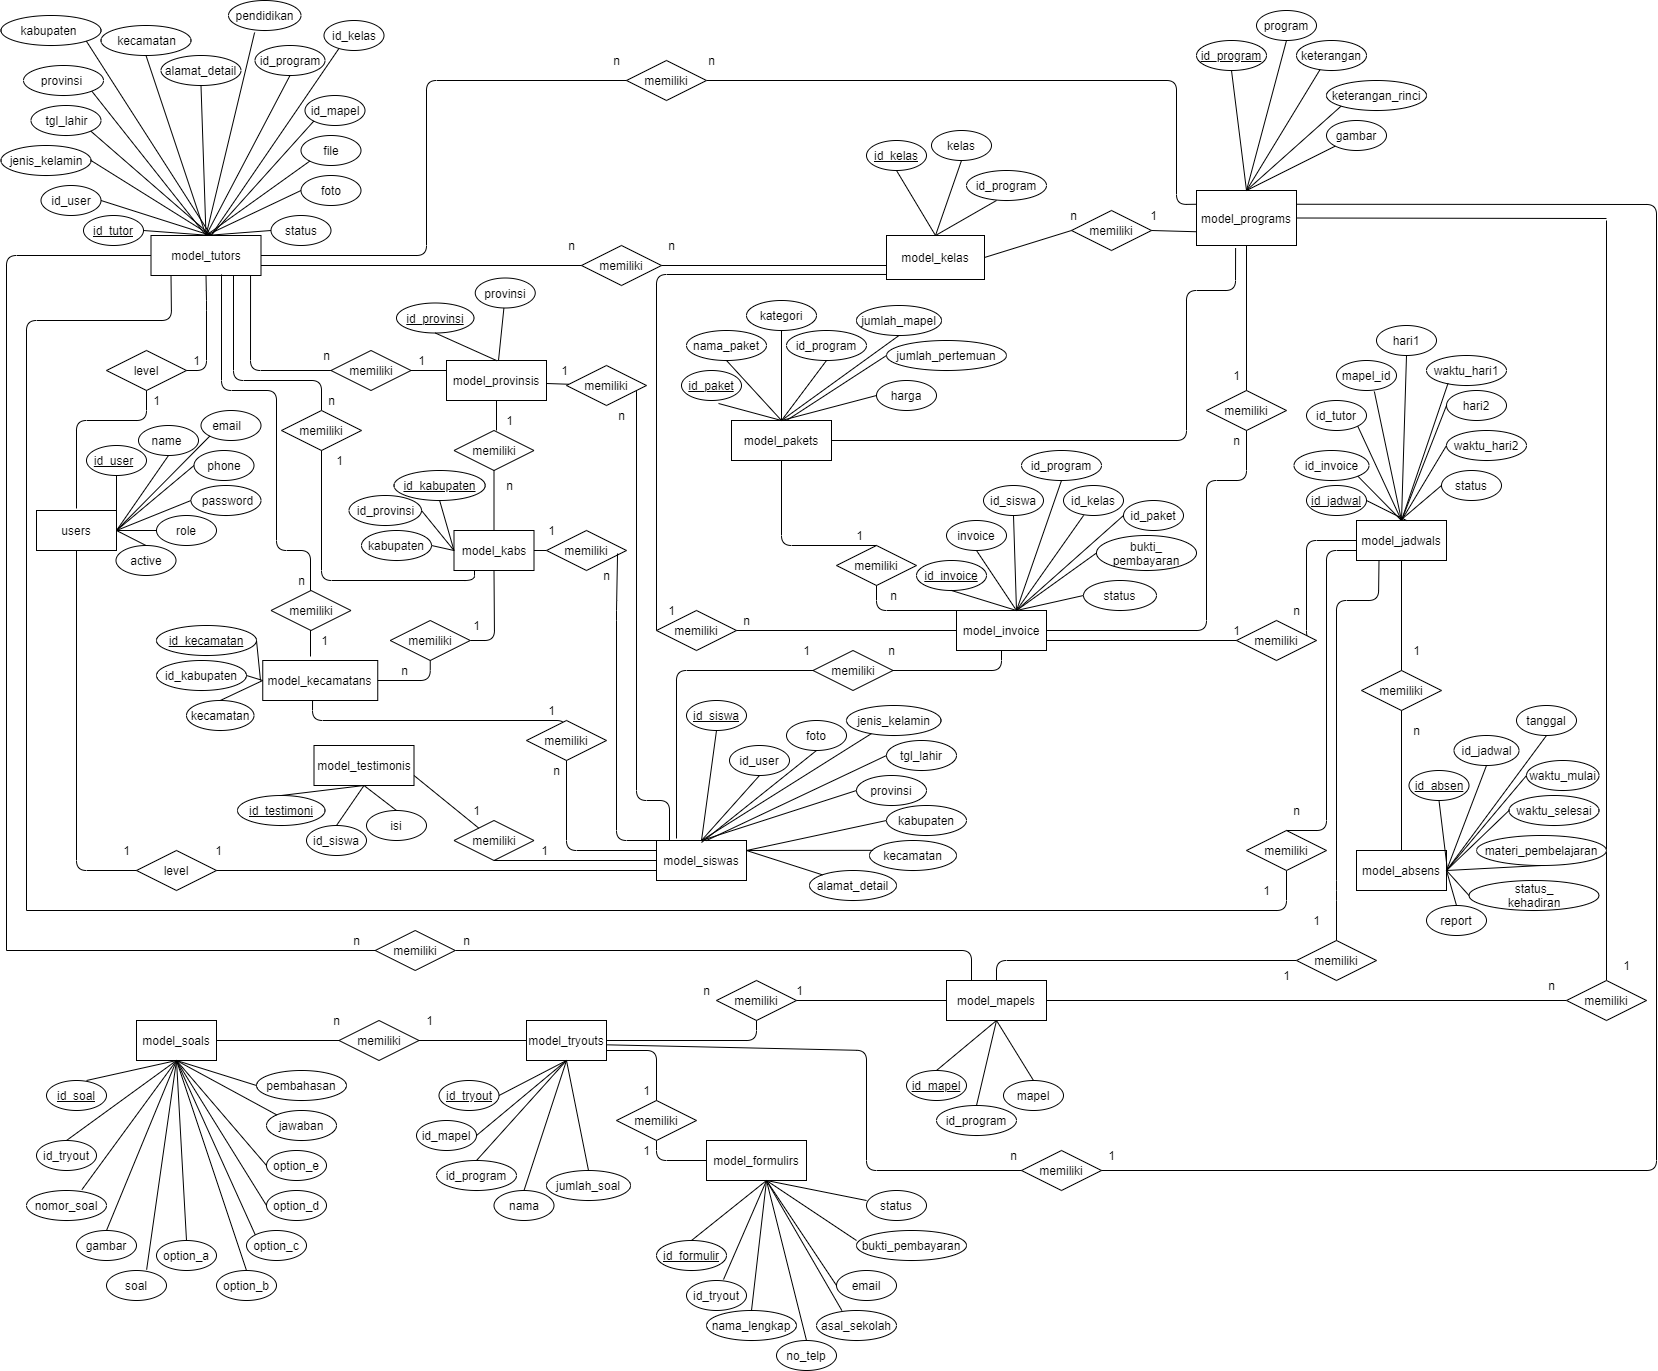 pendidikan
kabupaten
kecamatan
id_kelas
alamat_detail
id_program
provinsi
id_mapel
tgl_lahir
file
jenis_kelamin
foto
id_user
id_tutor
status
model_tutors
n
memiliki
n
program
id_program
keterangan
keterangan_rinci
gambar
model_programs
kelas
id_kelas
id_program
model_kelas
n
memiliki
1
n
memiliki
n
provinsi
id_provinsi
model_provinsis
n
memiliki
1
1
memiliki
n
level
1
1
n
memiliki
1
1
memiliki
n
kategori
jumlah_mapel
nama_paket
id_program
jumlah_pertemuan
id_paket
harga
model_pakets
hari1
mapel_id
waktu_hari1
id_tutor
hari2
waktu_hari2
id_invoice
id_jadwal
status
model_jadwals
1
memiliki
n
email
name
id_user
phone
password
role
active
users
id_kabupaten
id_provinsi
kabupaten
model_kabs
1
memiliki
n
id_program
id_siswa
id_kelas
id_paket
invoice
bukti_
pembayaran
id_invoice
status
model_invoice
1
memiliki
n
n
memiliki
1
memiliki
1
n
id_kecamatan
id_kabupaten
kecamatan
model_kecamatans
1
memiliki
n
1
memiliki
n
1
memiliki
n
1
memiliki
n
1
memiliki
n
model_testimonis
id_testimoni
id_siswa
isi
1
memiliki
1
id_siswa
foto
jenis_kelamin
id_user
tgl_lahir
provinsi
kabupaten
kecamatan
alamat_detail
model_siswas
1
level
1
tanggal
id_jadwal
id_absen
waktu_mulai
waktu_selesai
materi_pembelajaran
status_
kehadiran
report
model_absens
n
memiliki
1
1
memiliki
1
n
memiliki
n
n
memiliki
1
model_mapels
n
memiliki
1
id_mapel
id_program
mapel
model_soals
n
memiliki
1
model_tryouts
id_soal
pembahasan
jawaban
id_tryout
option_e
nomor_soal
option_d
gambar
option_a
option_c
soal
option_b
id_tryout
id_mapel
id_program
nama
jumlah_soal
1
memiliki
1
model_formulirs
n
memiliki
1
status
id_formulir
bukti_pembayaran
id_tryout
email
nama_lengkap
asal_sekolah
no_telp